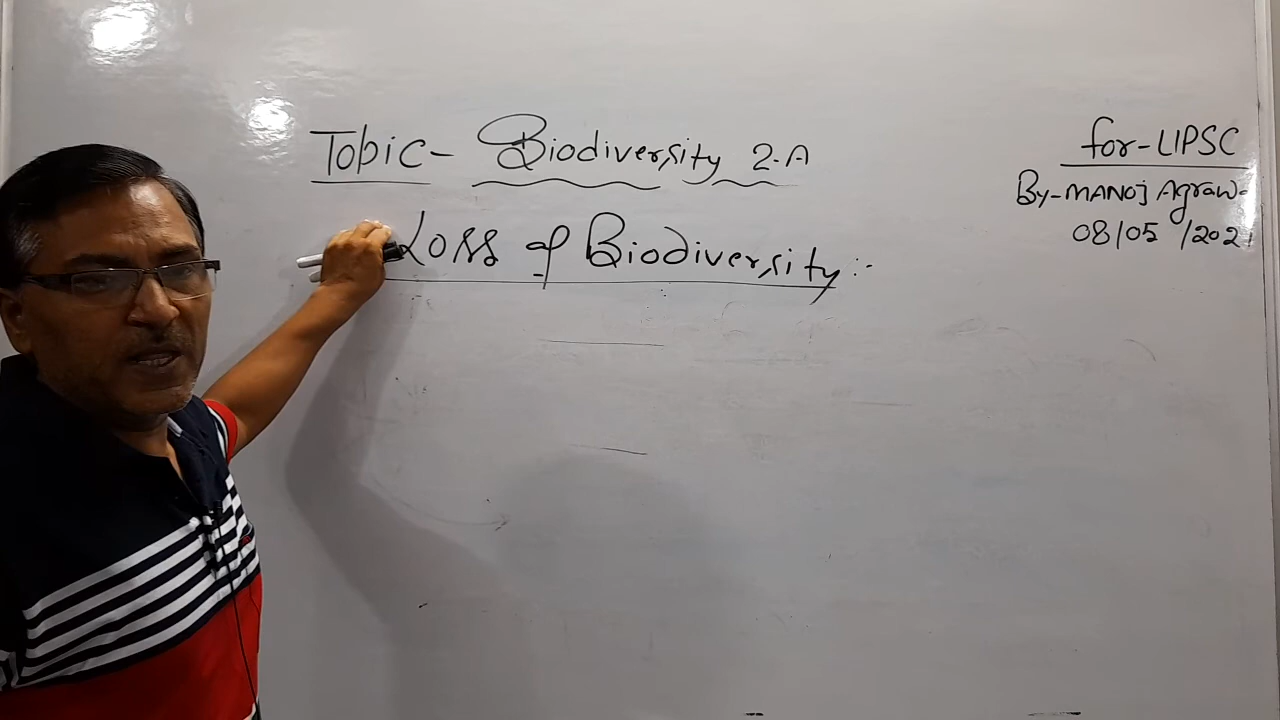 Topic- Biodiversity 2.A
Loss of Biodiversity :-
for-UPSC
By-MANOJ
08/05 /202